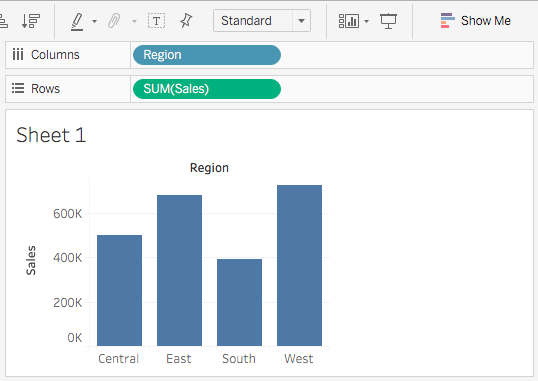 Standard
Show Me
Columns
Region
Rows
SUM(Sales)
Sheet 1
Region
Sales
600K
400K
200K
0K
Central East South West